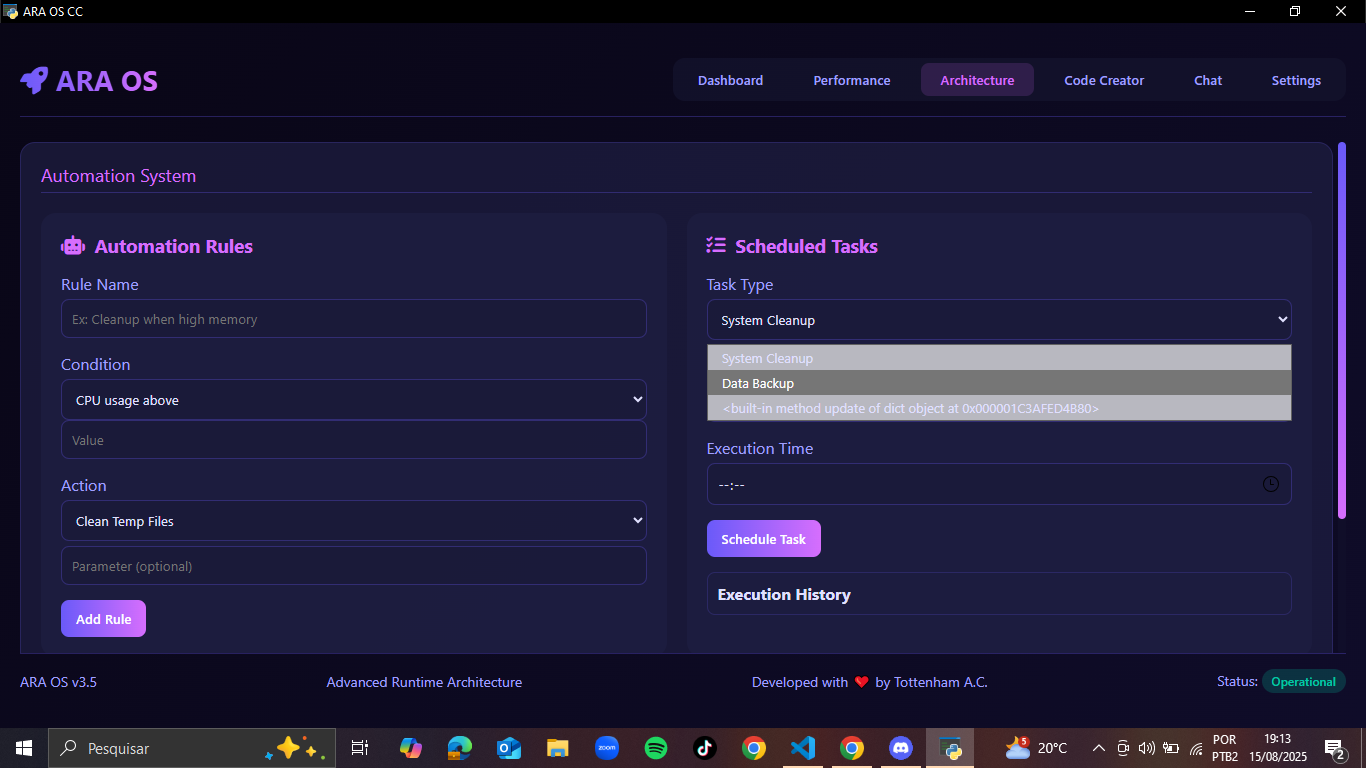 ARA OS CC
ARA OS
Dashboard
Performance
Architecture
Code Creator
Chat
Settings
Automation System
Automation Rules
Rule Name
Ex: Cleanup when high memory
Condition
CPU usage above
Value
Action
Clean Temp Files
Parameter (optional)
Add Rule
Scheduled Tasks
Task Type
System Cleanup
System Cleanup
Data Backup
<built-in method update of dict object at 0x000001C3AFED4B80>
Execution Time
--:--
Schedule Task
Execution History
ARA OS v3.5
Advanced Runtime Architecture
Developed with ❤ by Tottenham A.C.
Status: Operational
Pesquisar
zoom
5
20°C
POR
PTB2
19:13
15/08/2025
2